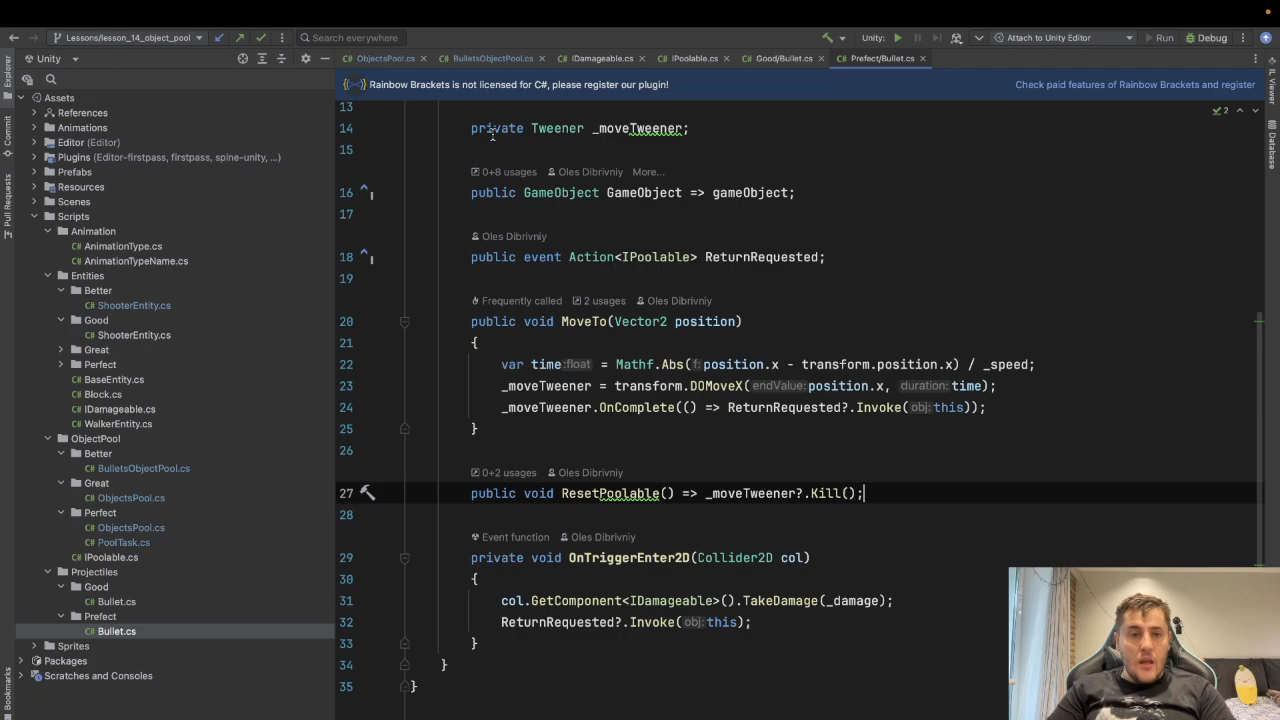 Lessons/lesson_14_object_pool
Search everywhere
Unity:
Attach to Unity Editor
Run
Debug
Unity
ObjectsPool.cs
BulletsObjectPool.cs
IDamageable.cs
IPoolable.cs
Good/Bullet.cs
Prefect/Bullet.cs
Rainbow Brackets is not licensed for C#, please register our plugin!
Check paid features of Rainbow Brackets and register
Explorer
Commit
Pull Requests
Bookmarks
IL Viewer
Notifications
Assets
References
Animations
Editor (Editor)
Plugins (Editor-firstpass, firstpass, spine-unity, ...)
Prefabs
Resources
Scenes
Scripts
Animation
C# AnimationType.cs
C# AnimationTypeName.cs
Entities
Better
C# ShooterEntity.cs
Good
C# ShooterEntity.cs
Great
Perfect
C# BaseEntity.cs
C# Block.cs
C# IDamageable.cs
C# WalkerEntity.cs
ObjectPool
Better
C# BulletsObjectPool.cs
Great
C# ObjectsPool.cs
Perfect
C# ObjectsPool.cs
C# PoolTask.cs
C# IPoolable.cs
Projectiles
Good
C# Bullet.cs
Prefect
C# Bullet.cs
Sprites
Packages
Scratches and Consoles
2
13
14 private Tweener _moveTweener;
15
0+8 usages Oles Dibrivniy More...
16 public GameObject GameObject => gameObject;
17
Oles Dibrivniy
18 public event Action<IPoolable> ReturnRequested;
19
Frequently called 2 usages Oles Dibrivniy
20 public void MoveTo(Vector2 position)
21 {
22 var time:float = Mathf.Abs(f:position.x - transform.position.x) / _speed;
23 _moveTweener = transform.DOMoveX(endValue:position.x, duration:time);
24 _moveTweener.OnComplete(() => ReturnRequested?.Invoke(obj:this));
25 }
26
0+2 usages Oles Dibrivniy
27 public void ResetPoolable() => _moveTweener?.Kill();
28
Event function Oles Dibrivniy
29 private void OnTriggerEnter2D(Collider2D col)
30 {
31 col.GetComponent<IDamageable>().TakeDamage(_damage);
32 ReturnRequested?.Invoke(obj:this);
33 }
34 }
35 }